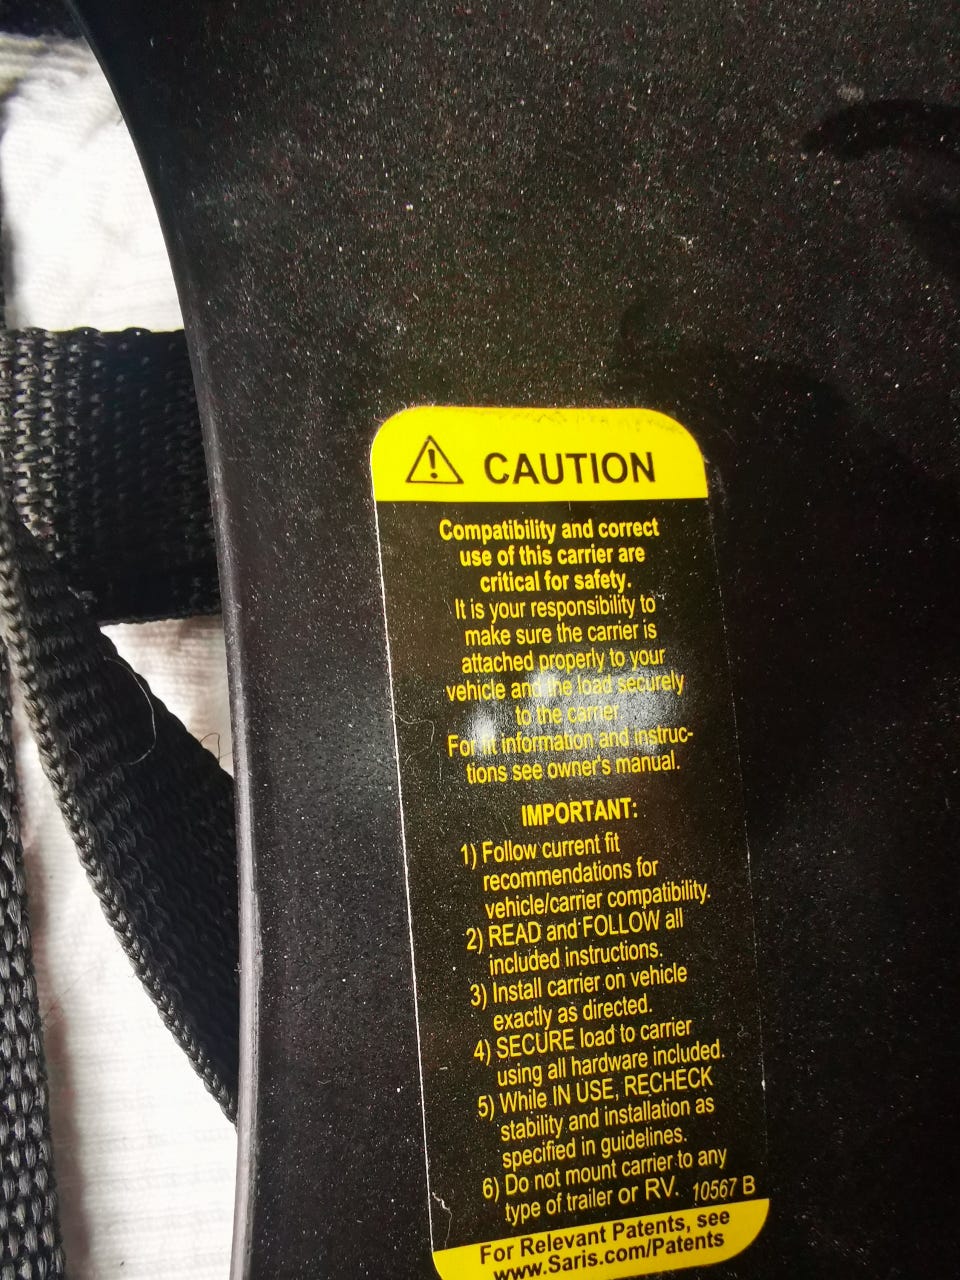 CAUTION
Compatibility and correct
use of this carrier are
critical for safety.
It is your responsibility to
make sure the carrier is
attached properly to your
vehicle and the load securely
to the carrier.
For fit information and instruc-
tions see owner's manual.
IMPORTANT:
1) Follow current fit
recommendations for
vehicle/carrier compatibility.
2) READ and FOLLOW all
included instructions.
3) Install carrier on vehicle
exactly as directed.
4) SECURE load to carrier
using all hardware included.
5) While IN USE, RECHECK
stability and installation as
specified in guidelines.
6) Do not mount carrier to any
type of trailer or RV. 10567 B
For Relevant Patents, see
www.Saris.com/Patents